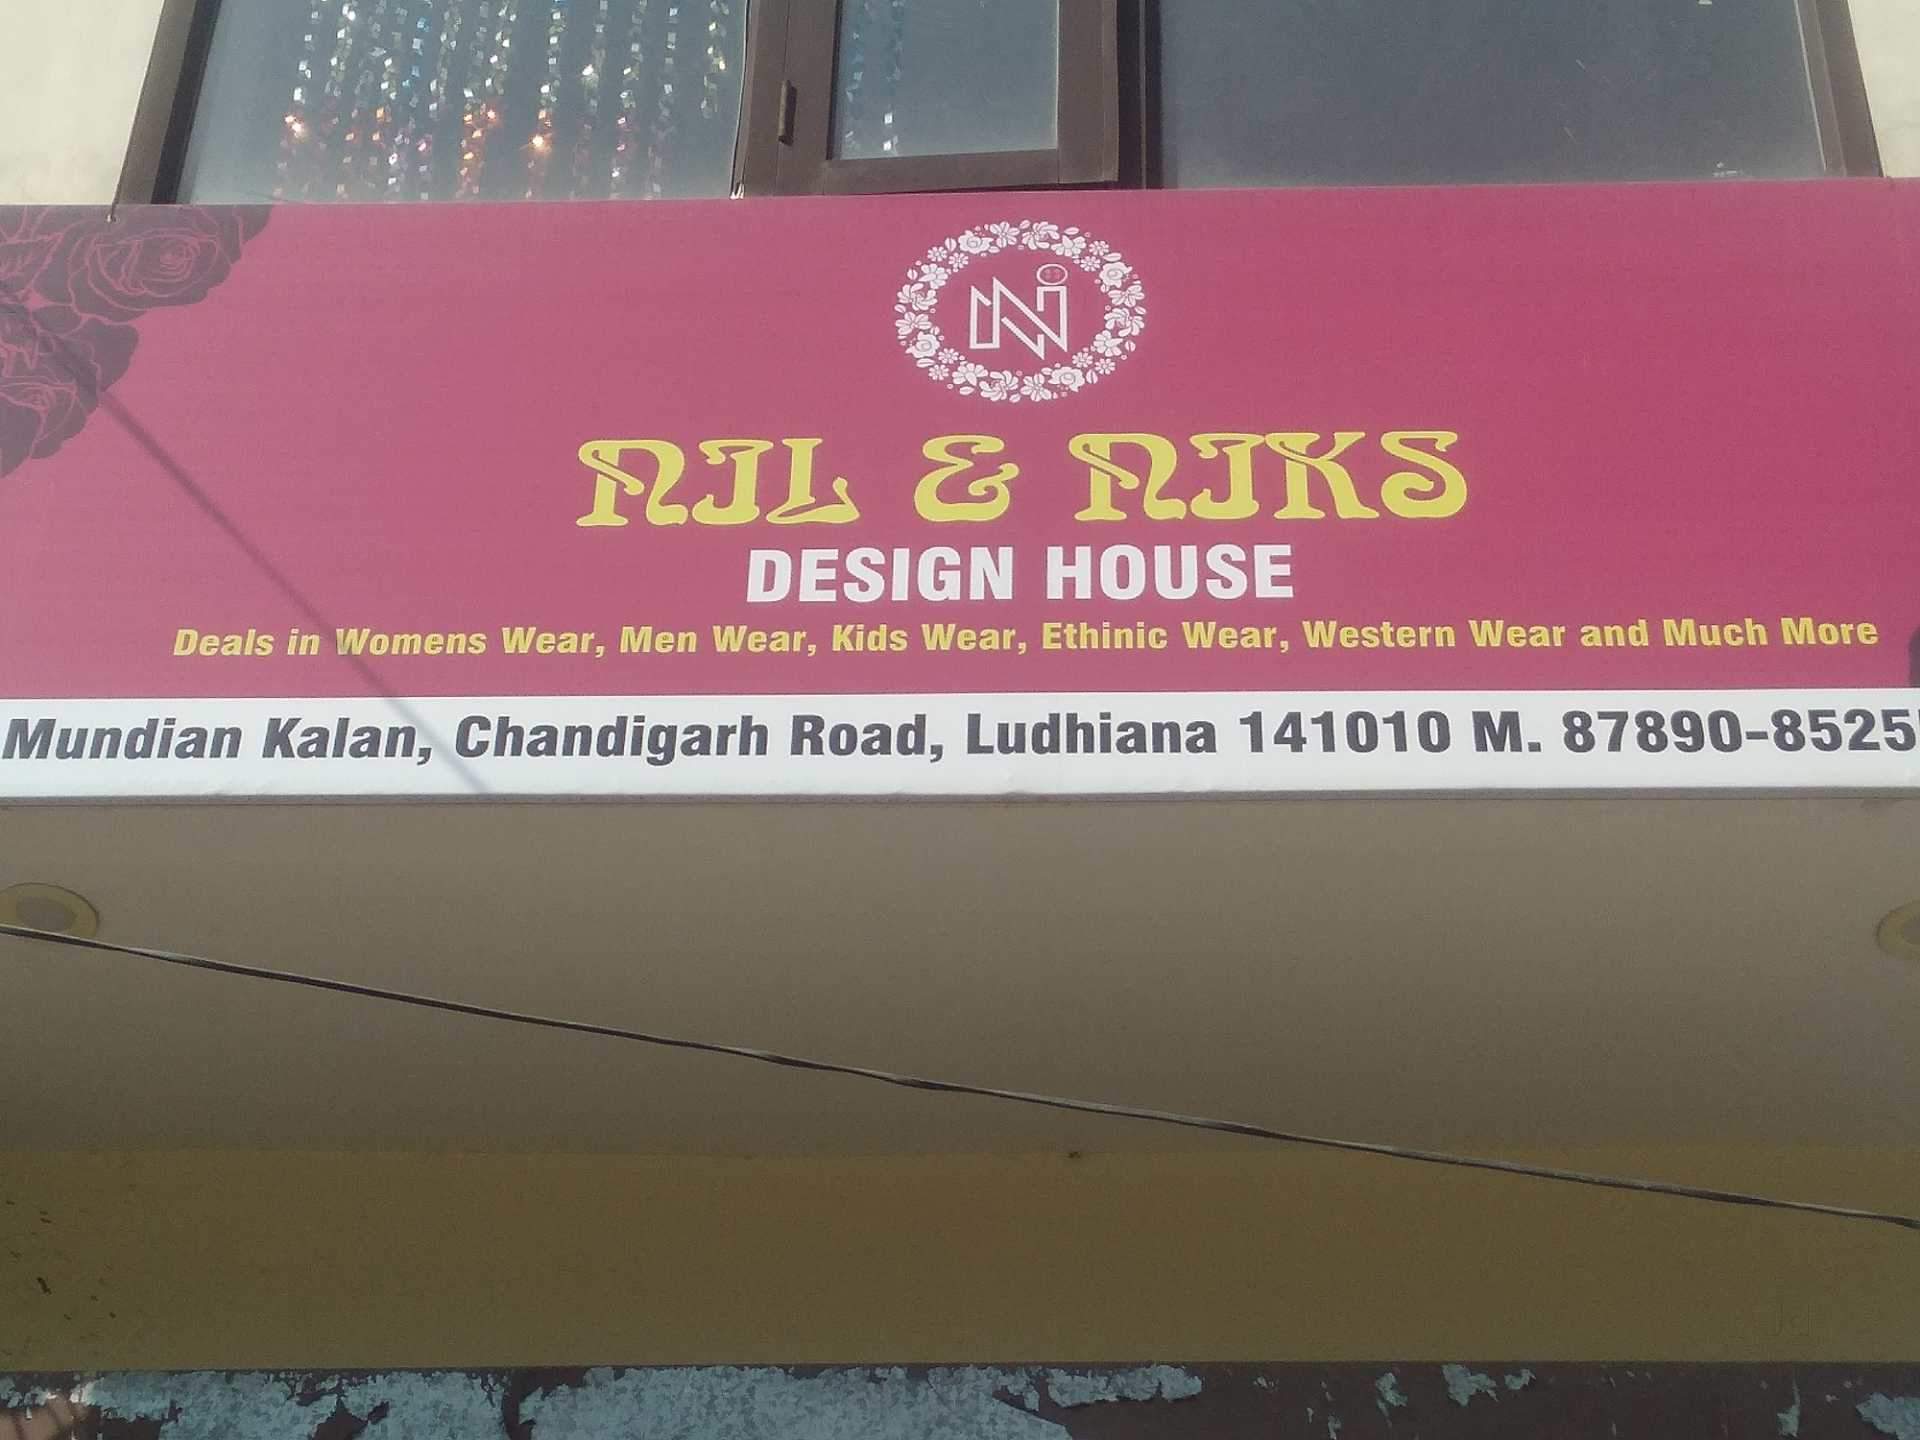 Ni
NIL & NIKS
DESIGN HOUSE
Deals in Womens Wear, Men Wear, Kids Wear, Ethinic Wear, Western Wear and Much More
Mundian Kalan, Chandigarh Road, Ludhiana 141010 M. 87890-8525